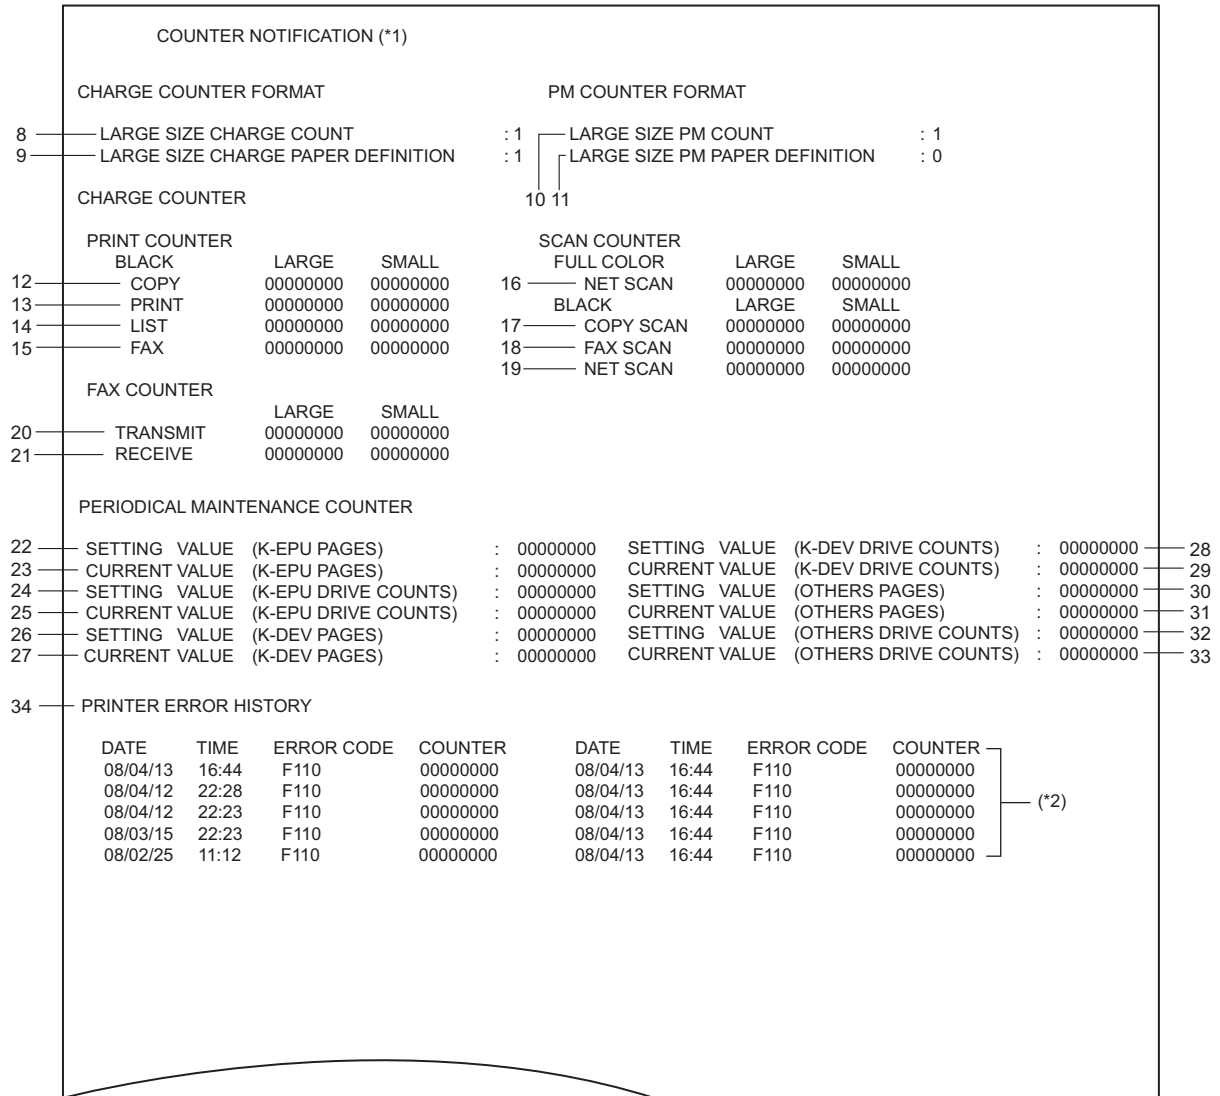 COUNTER NOTIFICATION (*1)
CHARGE COUNTER FORMAT PM COUNTER FORMAT
8 LARGE SIZE CHARGE COUNT : 1 LARGE SIZE PM COUNT : 1
9 LARGE SIZE CHARGE PAPER DEFINITION : 1 LARGE SIZE PM PAPER DEFINITION : 0
CHARGE COUNTER 10 11
PRINT COUNTER SCAN COUNTER
BLACK LARGE SMALL FULL COLOR LARGE SMALL
12 COPY 00000000 00000000 16 NET SCAN 00000000 00000000
13 PRINT 00000000 00000000 BLACK LARGE SMALL
14 LIST 00000000 00000000 17 COPY SCAN 00000000 00000000
15 FAX 00000000 00000000 18 FAX SCAN 00000000 00000000
19 NET SCAN 00000000 00000000
FAX COUNTER
LARGE SMALL
20 TRANSMIT 00000000 00000000
21 RECEIVE 00000000 00000000
PERIODICAL MAINTENANCE COUNTER
22 SETTING VALUE (K-EPU PAGES) : 00000000 SETTING VALUE (K-DEV DRIVE COUNTS) : 00000000 28
23 CURRENT VALUE (K-EPU PAGES) : 00000000 CURRENT VALUE (K-DEV DRIVE COUNTS) : 00000000 29
24 SETTING VALUE (K-EPU DRIVE COUNTS) : 00000000 SETTING VALUE (OTHERS PAGES) : 00000000 30
25 CURRENT VALUE (K-EPU DRIVE COUNTS) : 00000000 CURRENT VALUE (OTHERS PAGES) : 00000000 31
26 SETTING VALUE (K-DEV PAGES) : 00000000 SETTING VALUE (OTHERS DRIVE COUNTS) : 00000000 32
27 CURRENT VALUE (K-DEV PAGES) : 00000000 CURRENT VALUE (OTHERS DRIVE COUNTS) : 00000000 33
34 PRINTER ERROR HISTORY
DATE TIME ERROR CODE COUNTER DATE TIME ERROR CODE COUNTER
08/04/13 16:44 F110 00000000 08/04/13 16:44 F110 00000000
08/04/12 22:28 F110 00000000 08/04/13 16:44 F110 00000000 (*2)
08/04/12 22:23 F110 00000000 08/04/13 16:44 F110 00000000
08/03/15 22:23 F110 00000000 08/04/13 16:44 F110 00000000
08/02/25 11:12 F110 00000000 08/04/13 16:44 F110 00000000